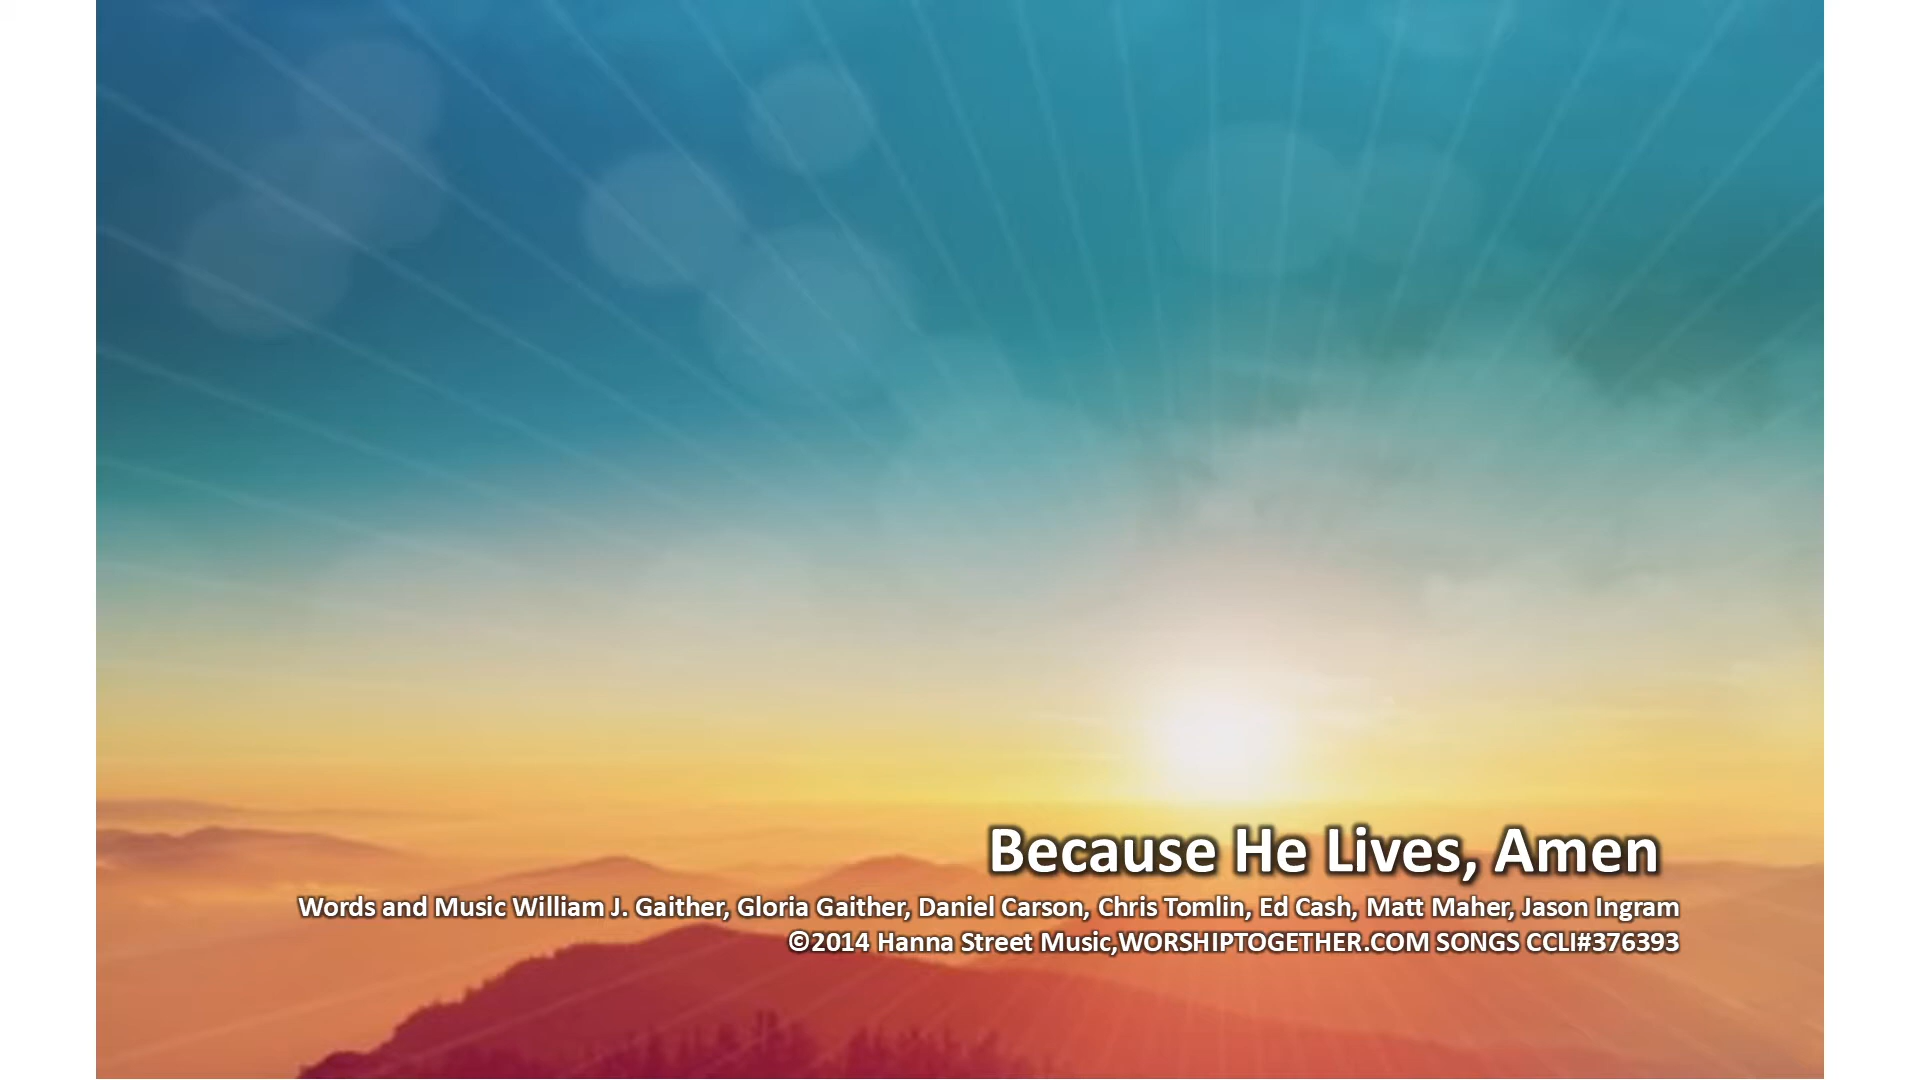 Because He Lives, Amen
Words and Music William J. Gaither, Gloria Gaither, Daniel Carson, Chris Tomlin, Ed Cash, Matt Maher, Jason Ingram
©2014 Hanna Street Music,WORSHIPTOGETHER.COM SONGS CCLI#376393